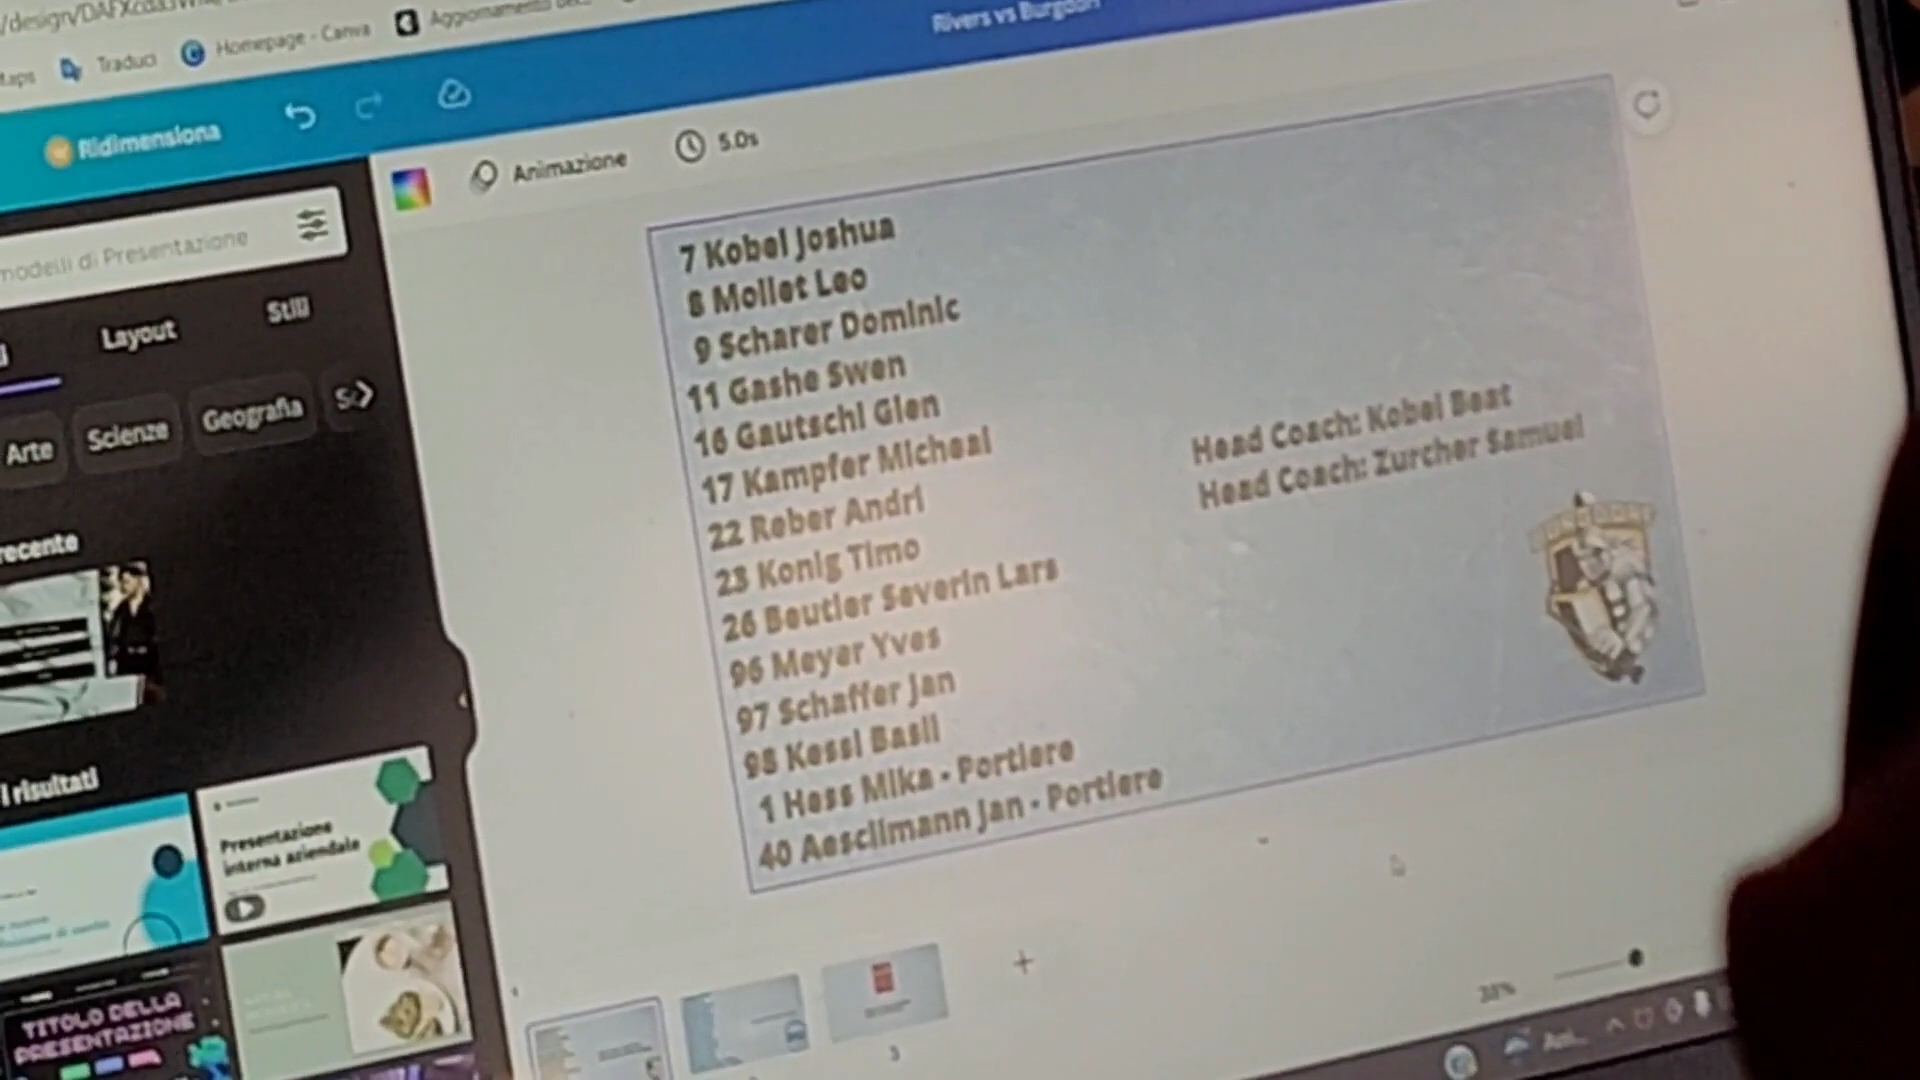 Traduci
Homepage - Canva
Rivers vs Burgdorf
Ridimensiona
Animazione
5.0s
modelli di Presentazione
Layout
Stili
Arte
Scienze
Geografia
recente
i risultati
Presentazione
interna aziendale
TITOLO DELLA
PRESENTAZIONE
7 Kobel Joshua
8 Mollet Leo
9 Scharer Dominic
11 Gashe Swen
16 Gautschi Glen
17 Kampfer Micheal
22 Reber Andri
23 Konig Timo
26 Beutler Severin Lars
96 Meyer Yves
97 Schaffer Jan
98 Kessi Basil
1 Hess Mika - Portiere
40 Aesclimann Jan - Portiere
Head Coach: Kobel Beat
Head Coach: Zurcher Samuel
3